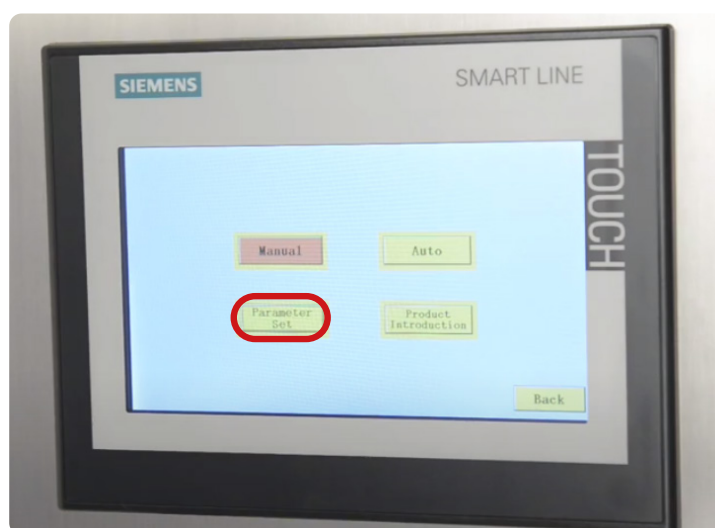 SIEMENS
SMART LINE
TOUCH
Manual
Auto
Parameter
Set
Product
Introduction
Back